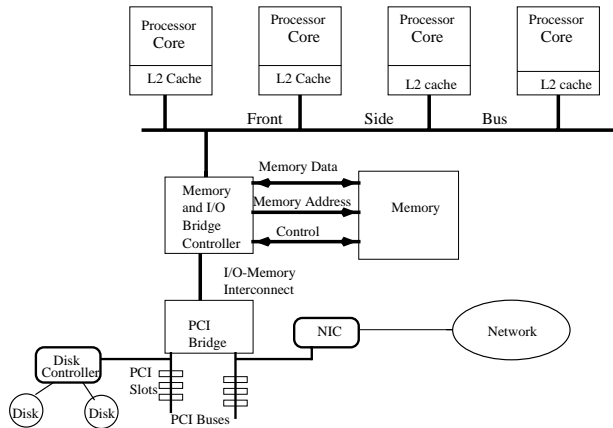 Processor
Core
L2 Cache
Processor
Core
L2 Cache
Processor
Core
L2 cache
Processor
Core
L2 cache
Front Side Bus
Memory
and I/O
Bridge
Controller
Memory Data
Memory Address
Control
Memory
I/O-Memory
Interconnect
PCI
Bridge
NIC
Network
Disk
Controller
Disk
Disk
PCI
Slots
PCI Buses